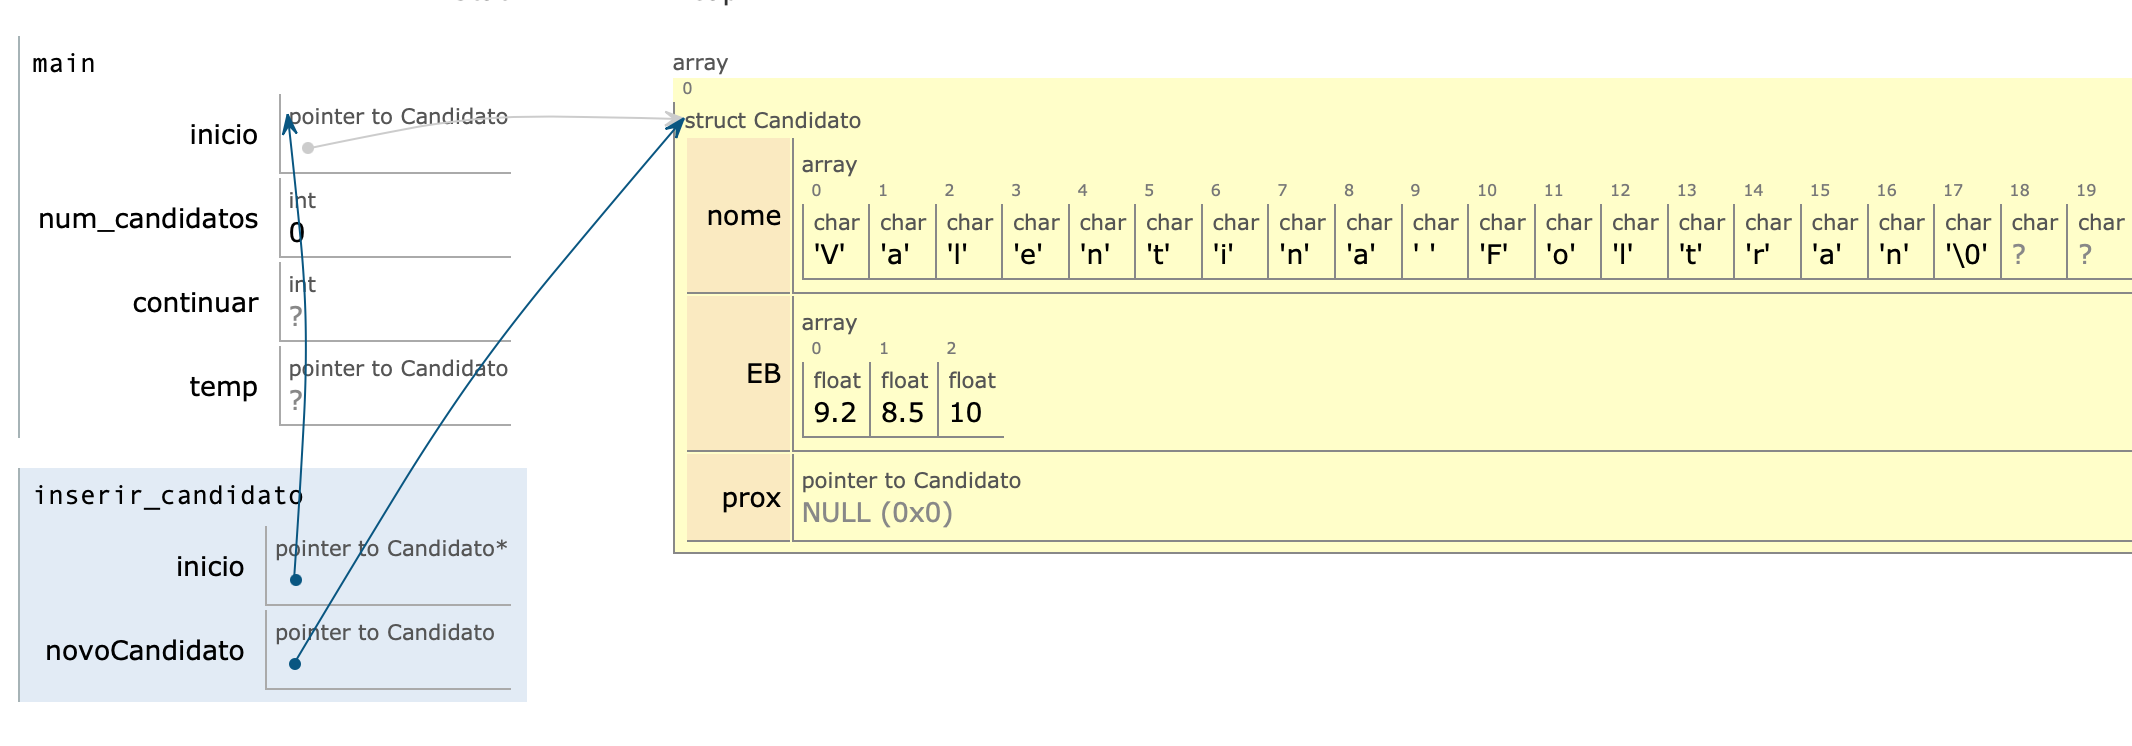 main
inicio
pointer to Candidato
num_candidatos
int
0
continuar
int
?
temp
pointer to Candidato
?
inserir_candidato
inicio
pointer to Candidato*
novoCandidato
pointer to Candidato
array
0
struct Candidato
nome
array
0 1 2 3 4 5 6 7 8 9 10 11 12 13 14 15 16 17 18 19
char char char char char char char char char char char char char char char char char char char char
'V' 'a' 'l' 'e' 'n' 't' 'i' 'n' 'a' ' ' 'F' 'o' 'l' 't' 'r' 'a' 'n' '\0' ? ?
EB
array
0 1 2
float float float
9.2 8.5 10
prox
pointer to Candidato
NULL (0x0)